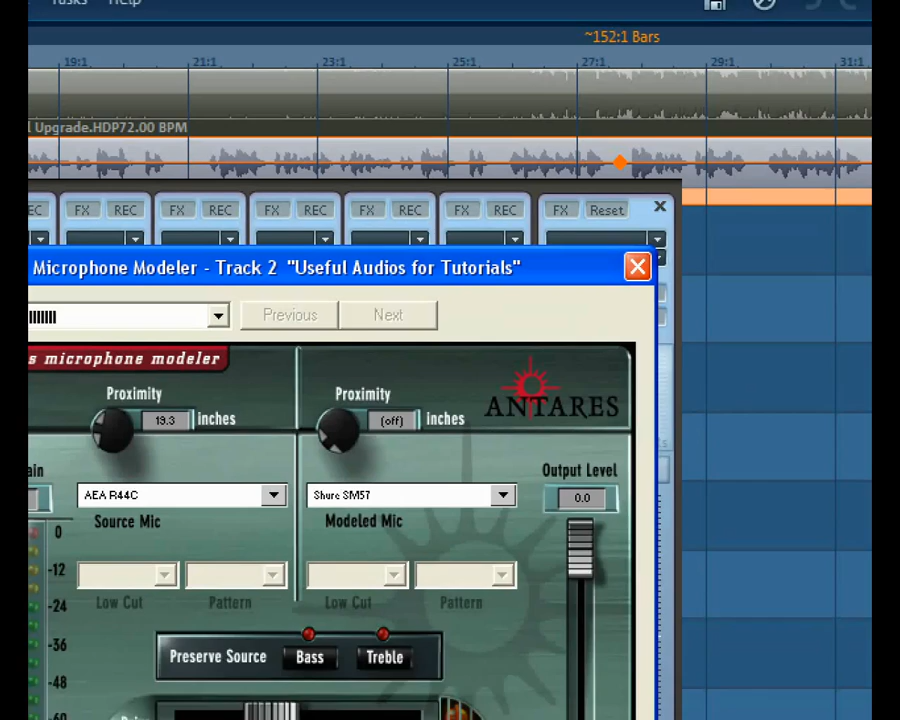 Tasks Help
~152:1 Bars
19:1 21:1 23:1 25:1 27:1 29:1 31:1
Upgrade.HDP72.00 BPM
EC FX REC FX REC FX REC FX REC FX REC FX Reset
Microphone Modeler - Track 2 "Useful Audios for Tutorials"
Previous Next
s microphone modeler
Proximity Proximity
19.3 inches (off) inches
ANTARES
ain Output Level
AEA R44C Shure SM57 0.0
Source Mic Modeled Mic
0
-12
Low Cut Pattern Low Cut Pattern
-24
-36
Preserve Source Bass Treble
-48
-60